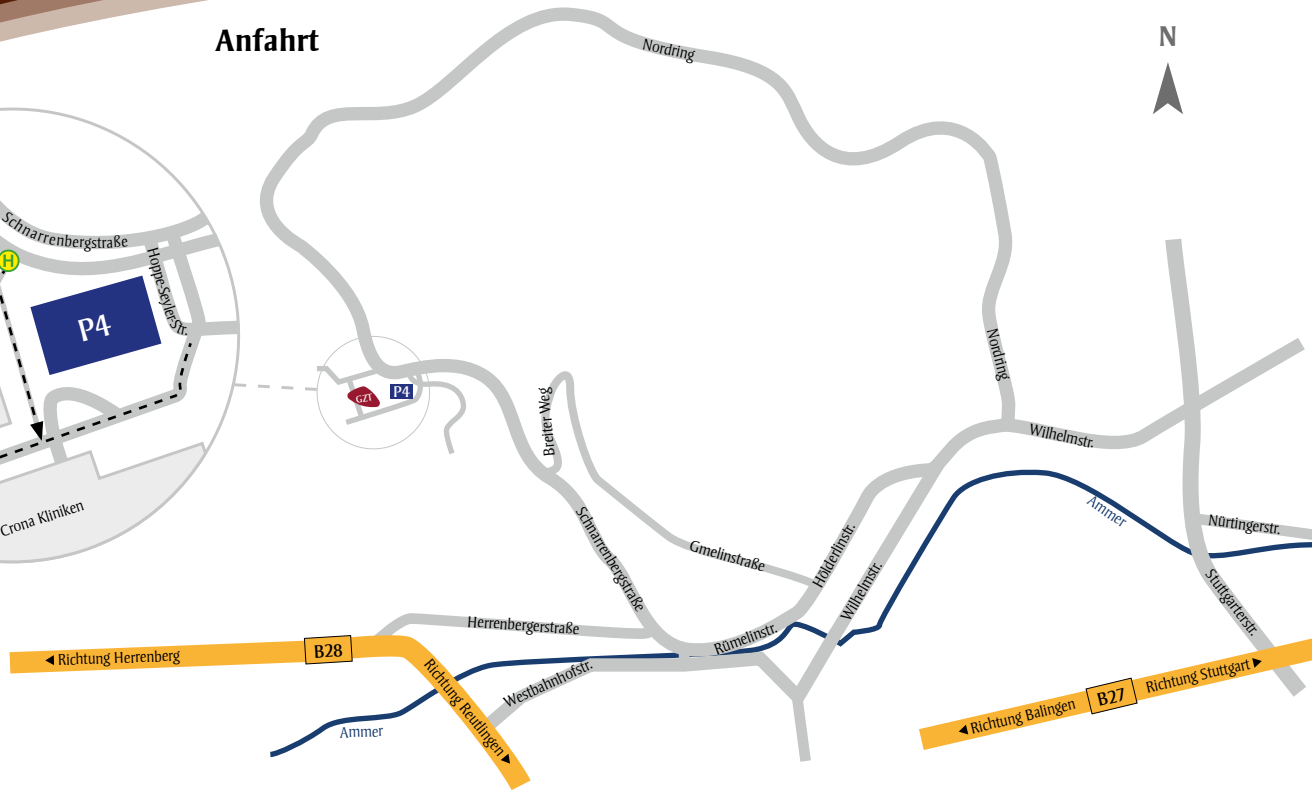 Anfahrt
N
Nordring
Schnarrenbergstraße
H
Hoppe-Seyler-Str.
P4
Crona Kliniken
GZT
P4
Nordring
Breiter Weg
Wilhelmstr.
Ammer
Nürtingerstr.
Schnarrenbergstraße
Gmelinstraße
Hölderlinstr.
Wilhelmstr.
Stuttgarterstr.
Herrenbergerstraße
Rümelinstr.
Richtung Herrenberg
B28
Richtung Reutlingen
Westbahnhofstr.
Ammer
Richtung Balingen
B27
Richtung Stuttgart